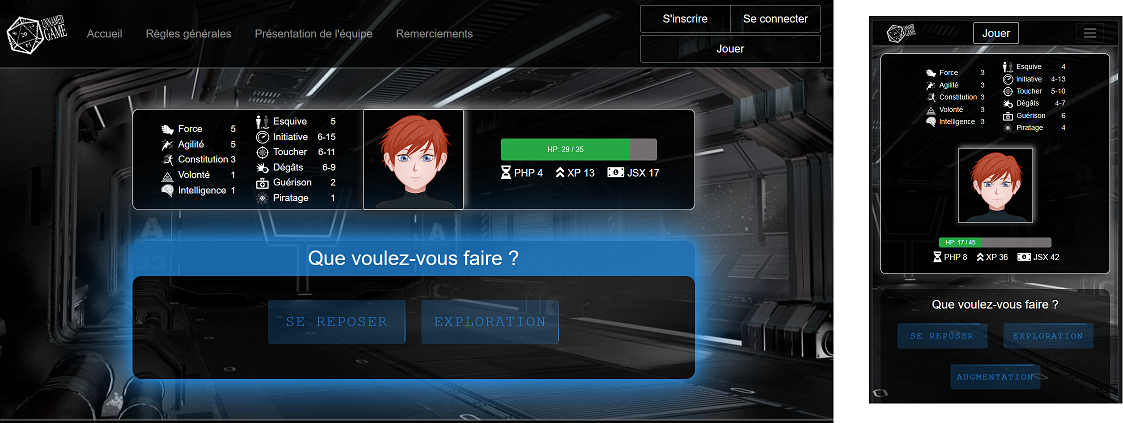 UNNAMED
GAME
20
Accueil Règles générales Présentation de l'équipe Remerciements
S'inscrire Se connecter
Jouer
Force 5
Agilité 5
Constitution 3
Volonté 1
Intelligence 1
Esquive 5
Initiative 6-15
Toucher 6-11
Dégâts 6-9
Guérison 2
Piratage 1
HP: 29 / 35
PHP 4 XP 13 JSX 17
Que voulez-vous faire ?
SE REPOSER EXPLORATION
Jouer
Force 3
Agilité 3
Constitution 3
Volonté 3
Intelligence 3
Esquive 4
Initiative 4-13
Toucher 5-10
Dégâts 4-7
Guérison 6
Piratage 4
HP: 17 / 45
PHP 8 XP 36 JSX 42
Que voulez-vous faire ?
SE REPOSER EXPLORATION
AUGMENTATION